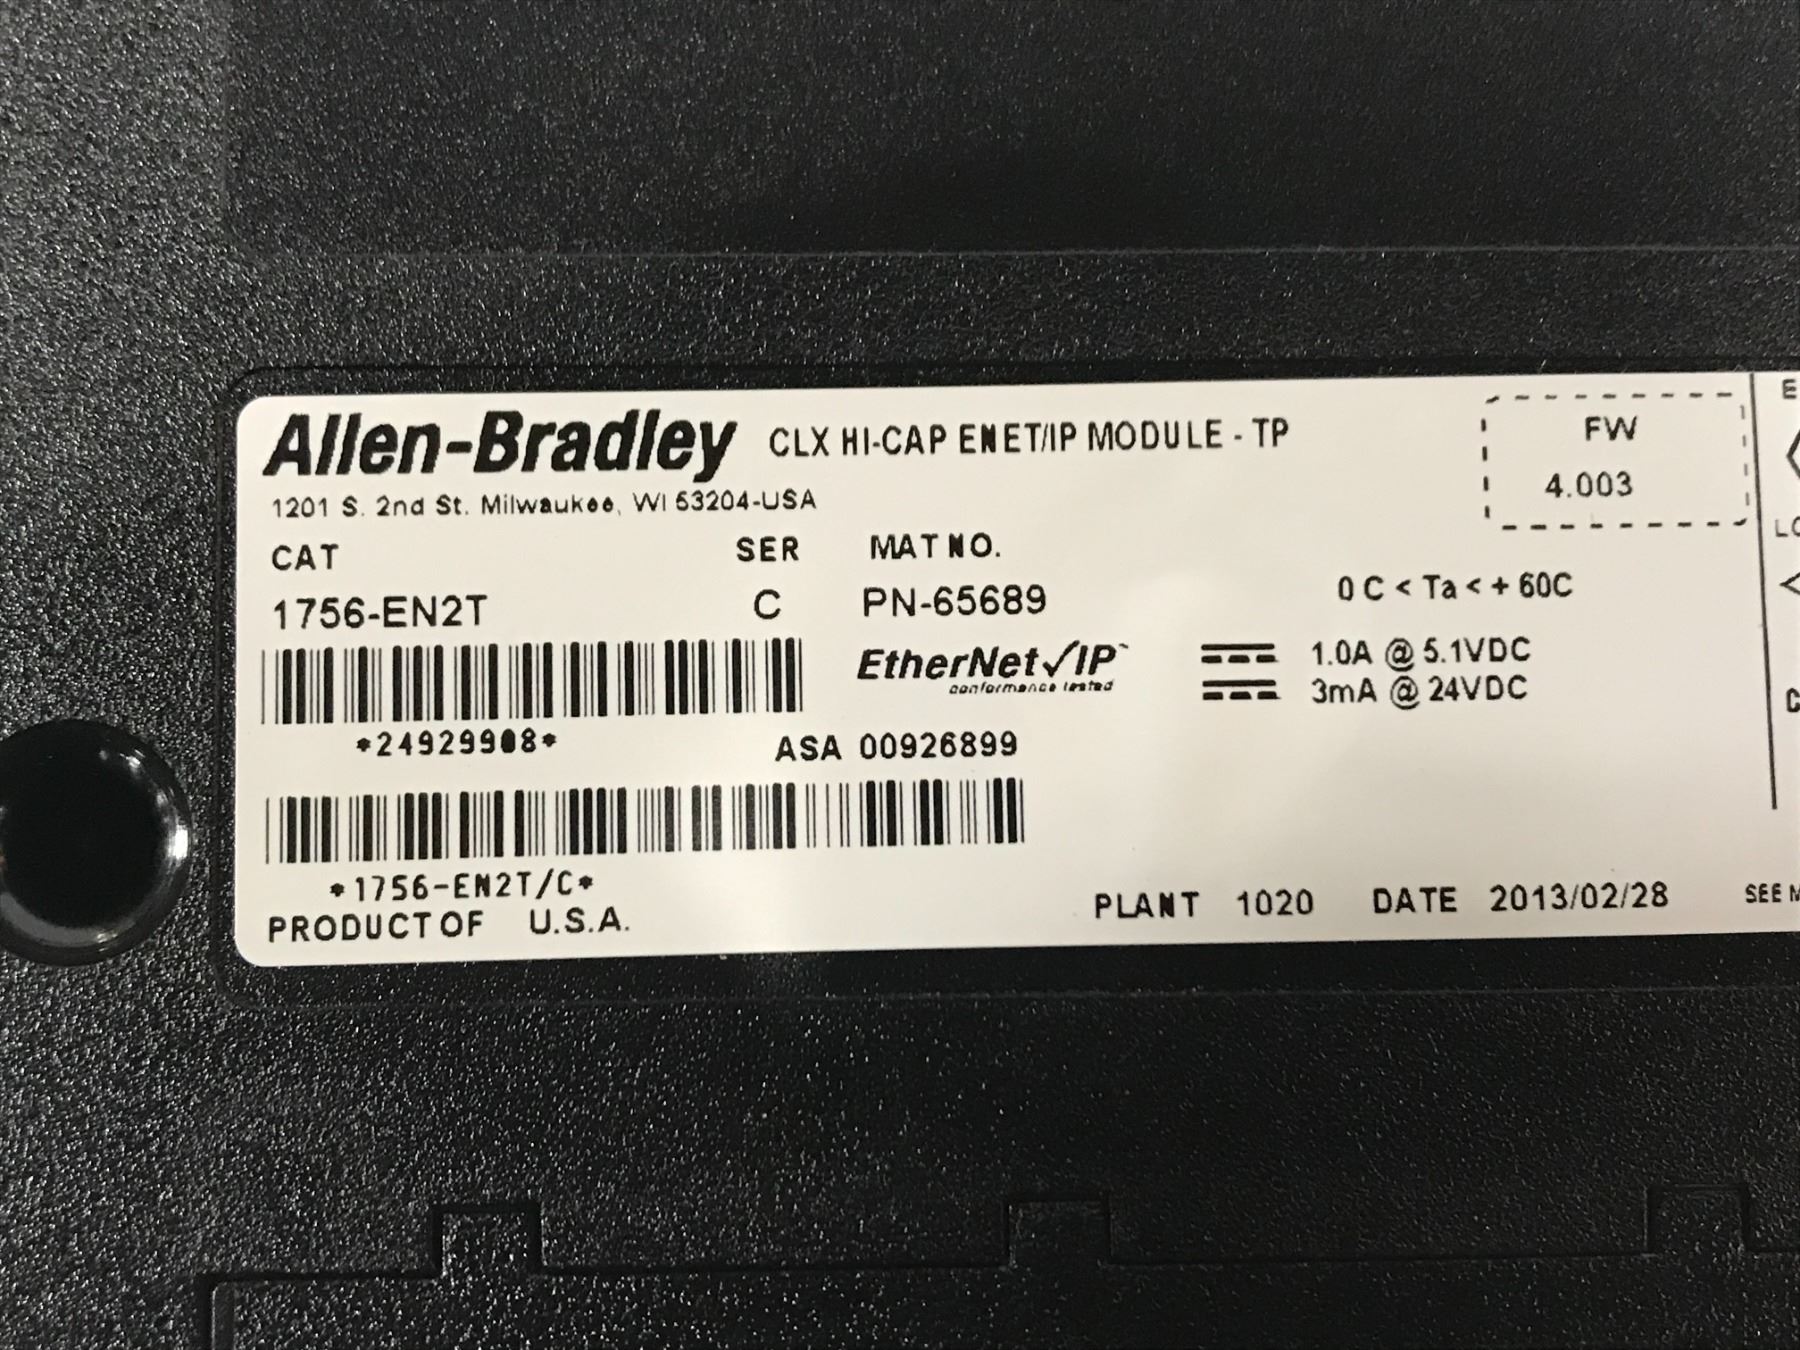 Allen-Bradley CLX HI-CAP ENET/IP MODULE - TP
1201 S. 2nd St. Milwaukee, WI 53204-USA
FW
4.003
CAT SER MAT NO.
1756-EN2T C PN-65689
0 C < Ta < + 60C
EtherNet/IP™
conformance tested
1.0A @ 5.1VDC
3mA @ 24VDC
*24929908*
ASA 00926899
*1756-EN2T/C*
PRODUCT OF U.S.A.
PLANT 1020 DATE 2013/02/28
SEE